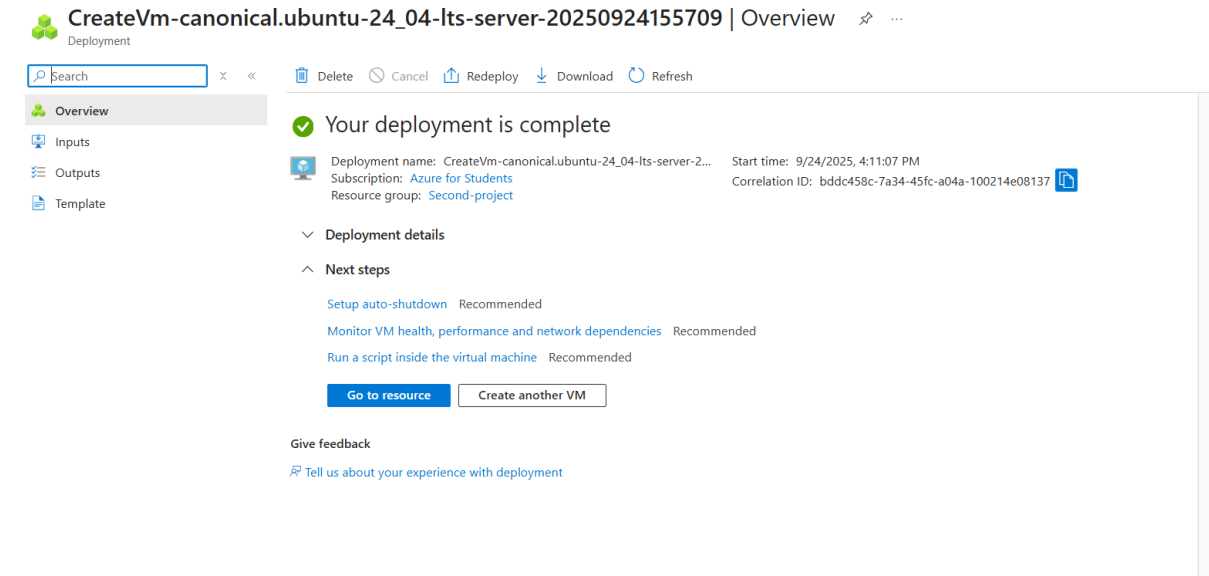 CreateVm-canonical.ubuntu-24_04-lts-server-20250924155709 | Overview
Deployment
Search
Delete Cancel Redeploy Download Refresh
Overview
Inputs
Outputs
Template
Your deployment is complete
Deployment name: CreateVm-canonical.ubuntu-24_04-lts-server-2... Start time: 9/24/2025, 4:11:07 PM
Subscription: Azure for Students Correlation ID: bddc458c-7a34-45fc-a04a-100214e08137
Resource group: Second-project
Deployment details
Next steps
Setup auto-shutdown Recommended
Monitor VM health, performance and network dependencies Recommended
Run a script inside the virtual machine Recommended
Go to resource Create another VM
Give feedback
Tell us about your experience with deployment